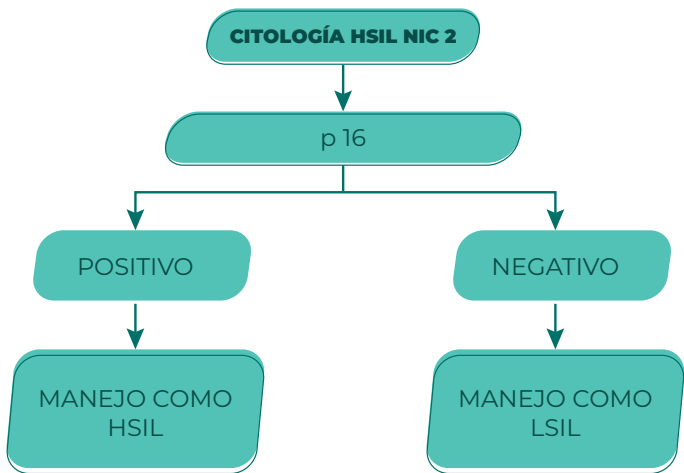 CITOLOGÍA HSIL NIC 2
p 16
POSITIVO
NEGATIVO
MANEJO COMO
HSIL
MANEJO COMO
LSIL